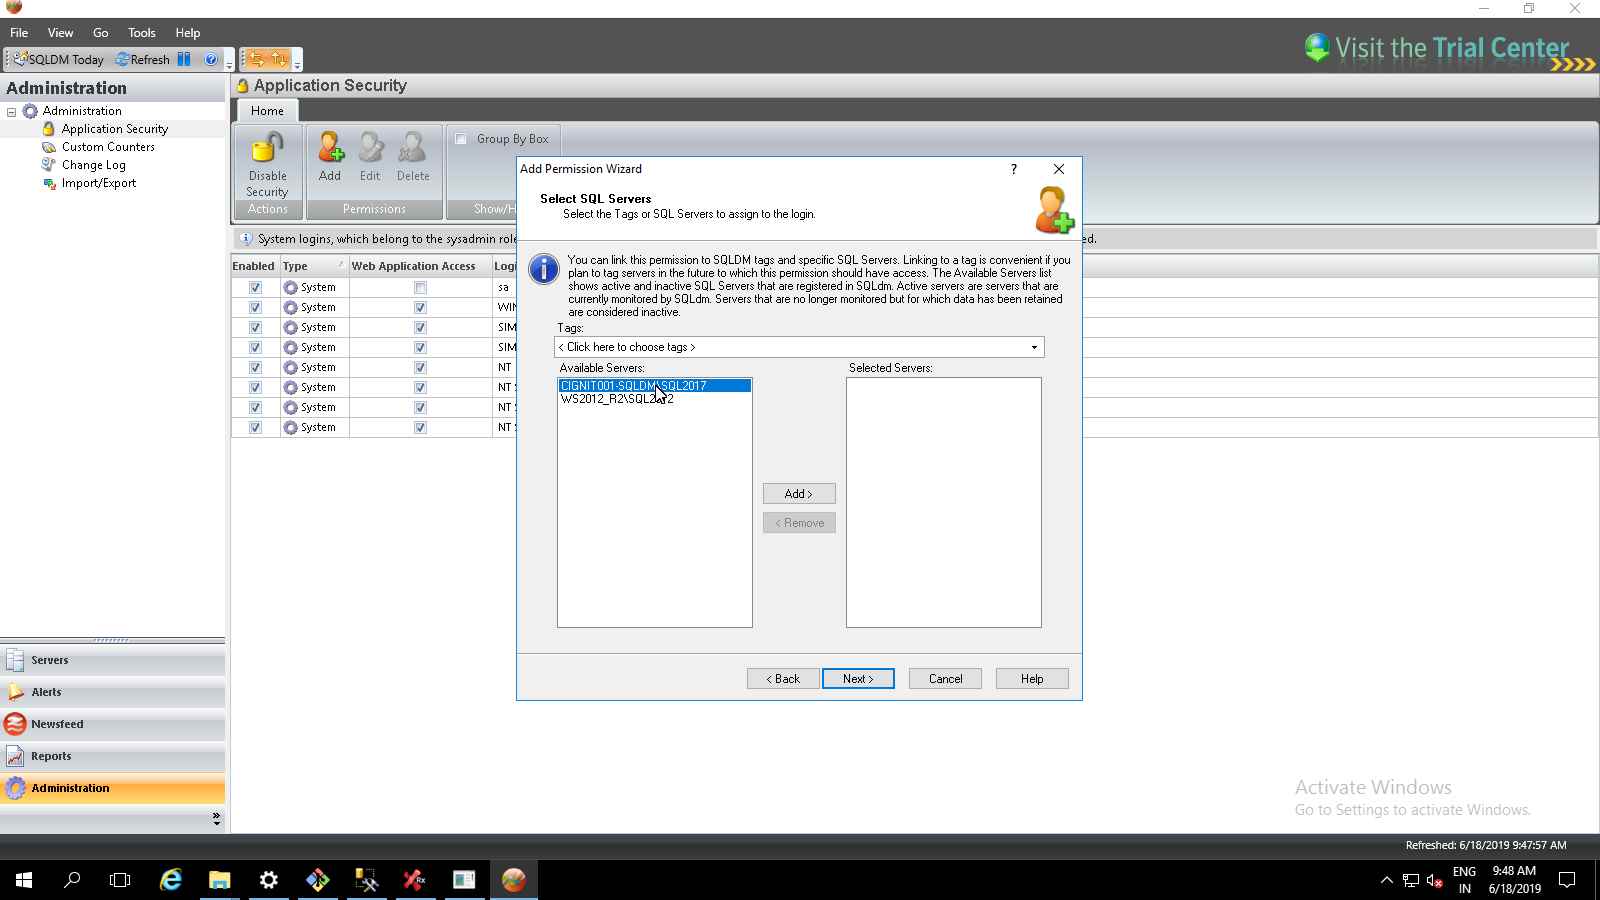 File View Go Tools Help
SQLDM Today Refresh
Visit the Trial Center
Administration
Administration
Application Security
Custom Counters
Change Log
Import/Export
Application Security
Home
Disable Security
Add
Edit
Delete
Group By Box
Actions
Permissions
Show/H
System logins, which belong to the sysadmin role
ed.
Enabled Type Web Application Access Logi
System sa
System WIN
System SIM
System SIM
System NT
System NT
System NT
System NT
Add Permission Wizard
?
Select SQL Servers
Select the Tags or SQL Servers to assign to the login.
You can link this permission to SQLDM tags and specific SQL Servers. Linking to a tag is convenient if you
plan to tag servers in the future to which this permission should have access. The Available Servers list
shows active and inactive SQL Servers that are registered in SQLdm. Active servers are servers that are
currently monitored by SQLdm. Servers that are no longer monitored but for which data has been retained
are considered inactive.
Tags:
< Click here to choose tags >
Available Servers:
Selected Servers:
CIGNIT001-SQLDM\SQL2017
WS2012_R2\SQL2012
Add >
< Remove
< Back
Next >
Cancel
Help
Servers
Alerts
Newsfeed
Reports
Administration
Activate Windows
Go to Settings to activate Windows.
Refreshed: 6/18/2019 9:47:57 AM
Rx
ENG
IN
9:48 AM
6/18/2019